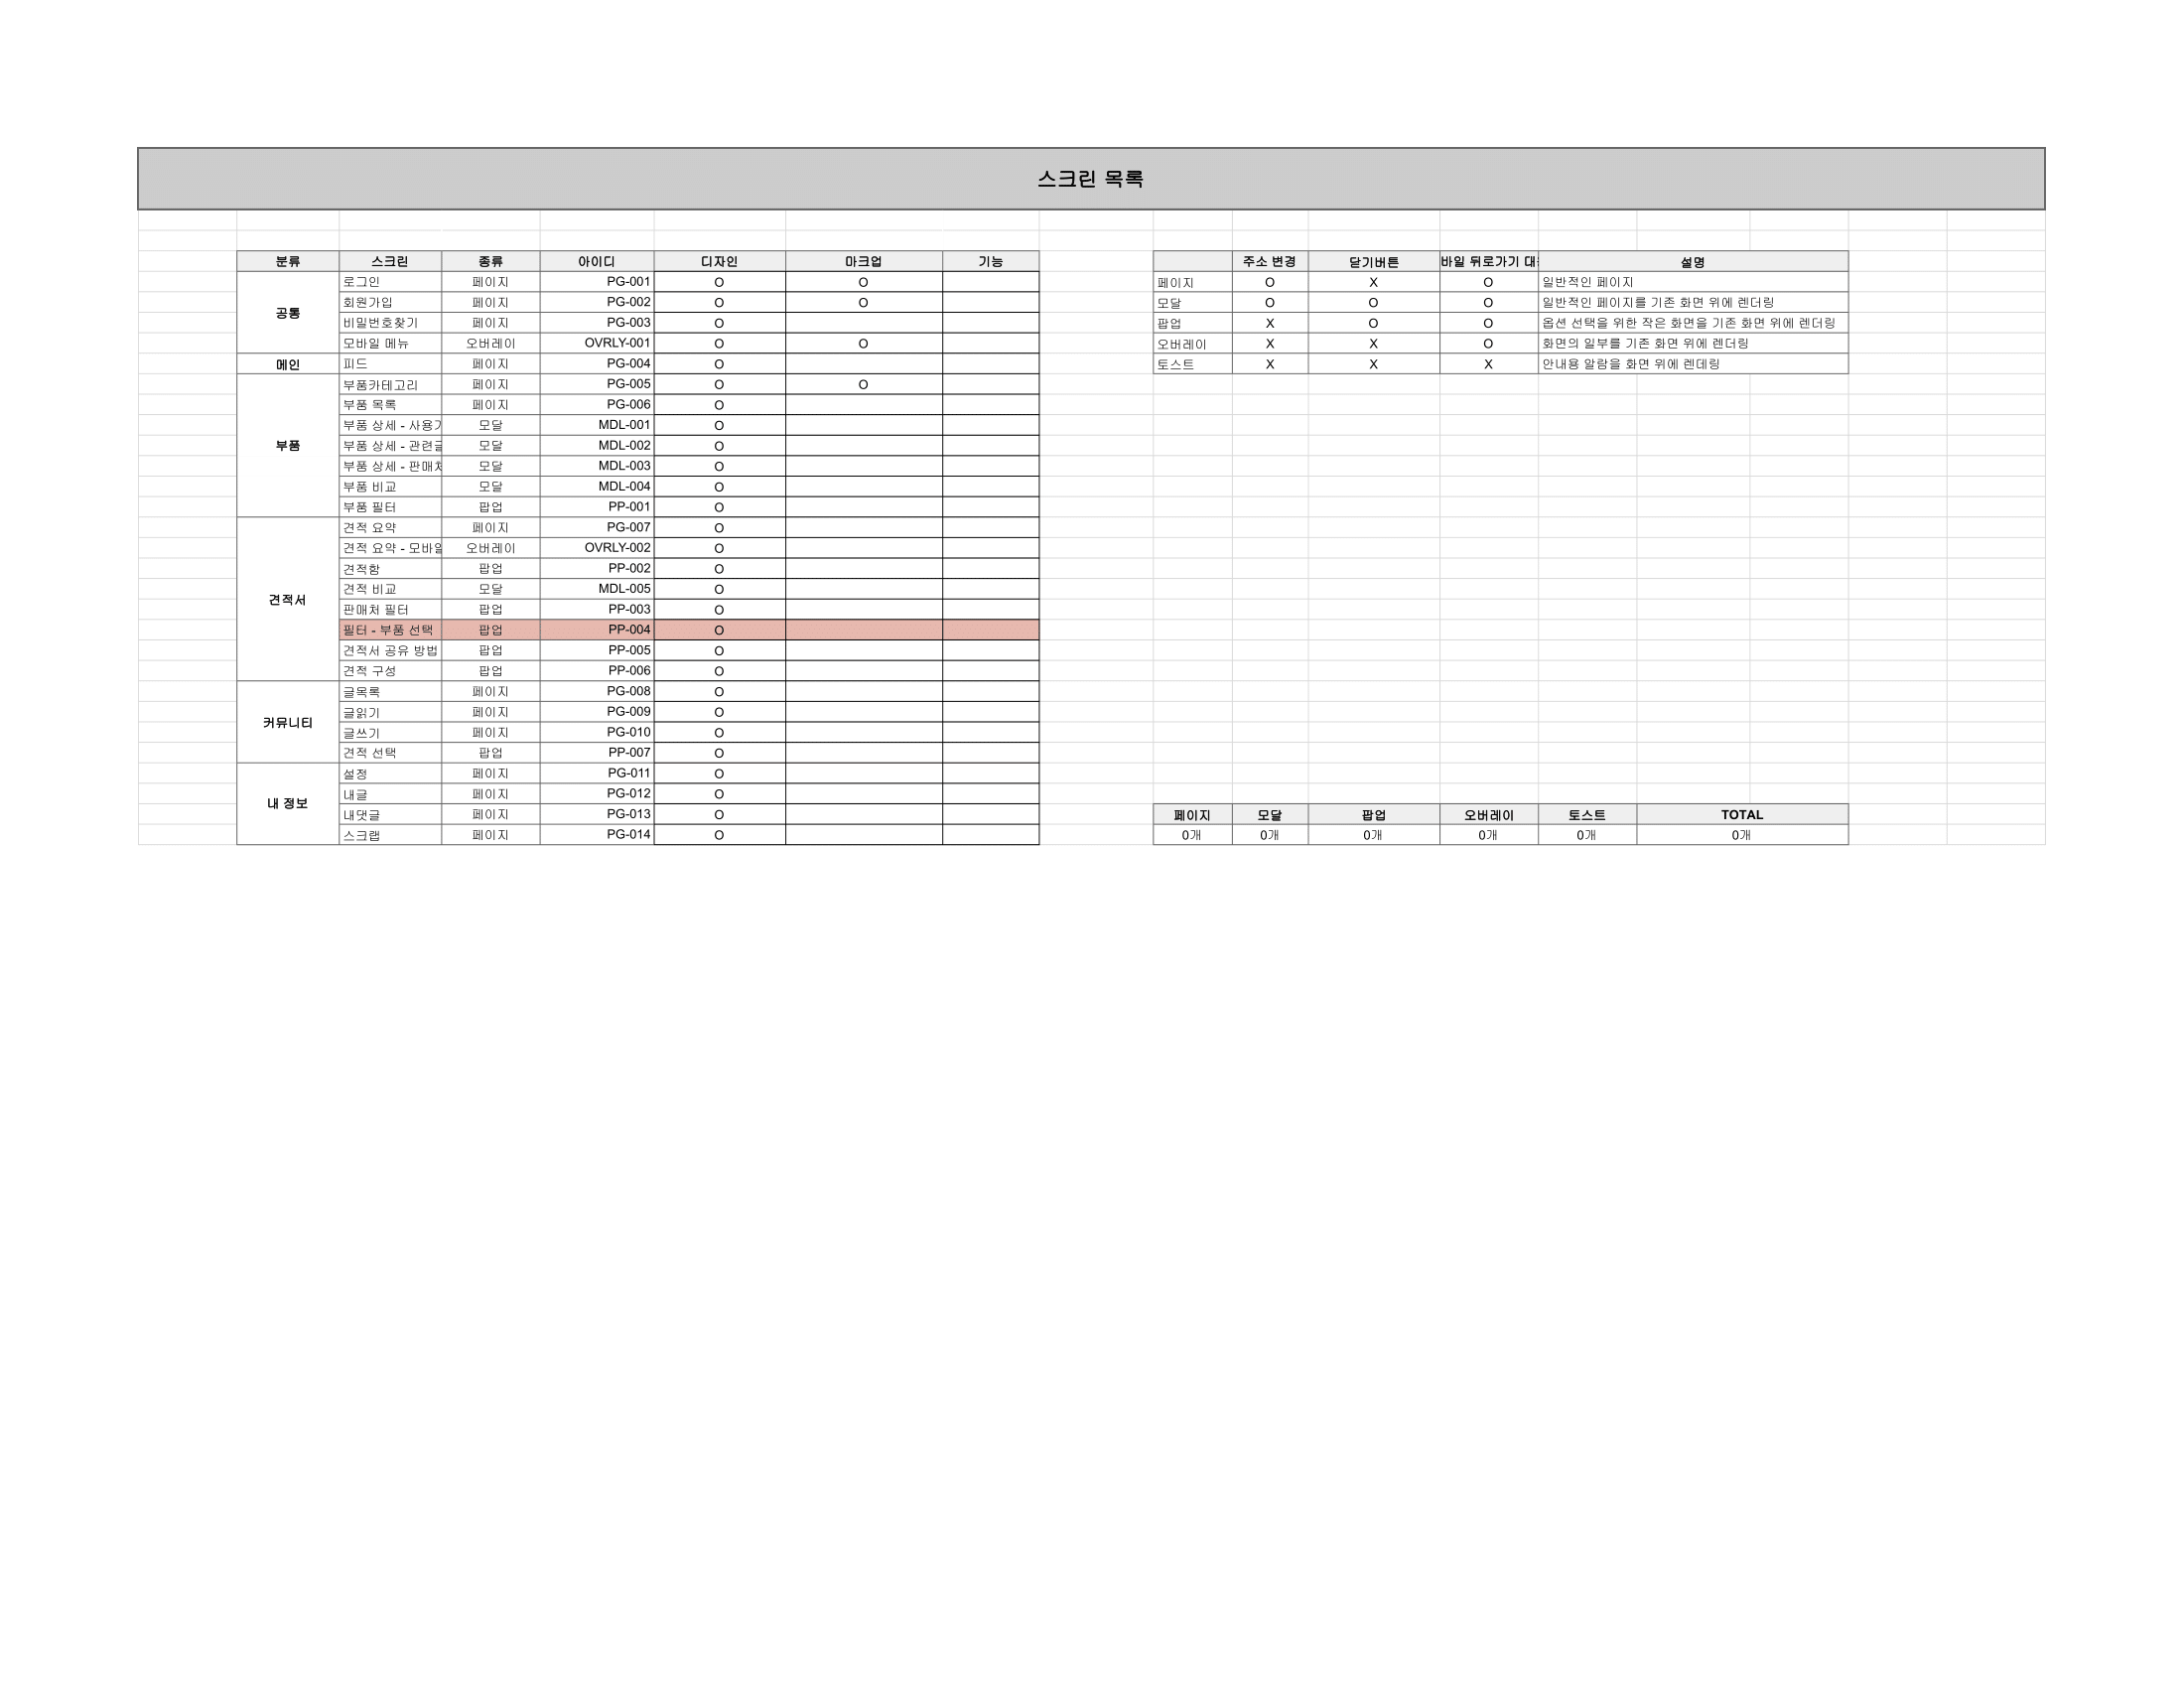 스크린 목록
분류 스크린 종류 아이디 디자인 마크업 기능
공통 로그인 페이지 PG-001 O O
회원가입 페이지 PG-002 O O
비밀번호찾기 페이지 PG-003 O
모바일 메뉴 오버레이 OVRLY-001 O O
메인 피드 페이지 PG-004 O
부품 부품카테고리 페이지 PG-005 O O
부품 목록 페이지 PG-006 O
부품 상세 - 모달 MDL-001 O
부품 상세 - 모달 MDL-002 O
부품 상세 - 모달 MDL-003 O
부품 비교 모달 MDL-004 O
부품 필터 팝업 PP-001 O
견적서 견적 요약 페이지 PG-007 O
견적 요약 - 모바일 오버레이 OVRLY-002 O
견적함 팝업 PP-002 O
견적 비교 모달 MDL-005 O
판매처 필터 팝업 PP-003 O
필터 - 부품 선택 팝업 PP-004 O
견적서 공유 방법 팝업 PP-005 O
견적 구성 팝업 PP-006 O
커뮤니티 글목록 페이지 PG-008 O
글읽기 페이지 PG-009 O
글쓰기 페이지 PG-010 O
견적 선택 팝업 PP-007 O
내 정보 설정 페이지 PG-011 O
내글 페이지 PG-012 O
내댓글 페이지 PG-013 O
스크랩 페이지 PG-014 O
주소 변경 닫기버튼 바일 뒤로가기 대 설명
페이지 O X O 일반적인 페이지
모달 O O O 일반적인 페이지를 기존 화면 위에 렌더링
팝업 X O O 옵션 선택을 위한 작은 화면을 기존 화면 위에 렌더링
오버레이 X X O 화면의 일부를 기존 화면 위에 렌더링
토스트 X X X 안내용 알람을 화면 위에 렌데링
페이지 모달 팝업 오버레이 토스트 TOTAL
0개 0개 0개 0개 0개 0개